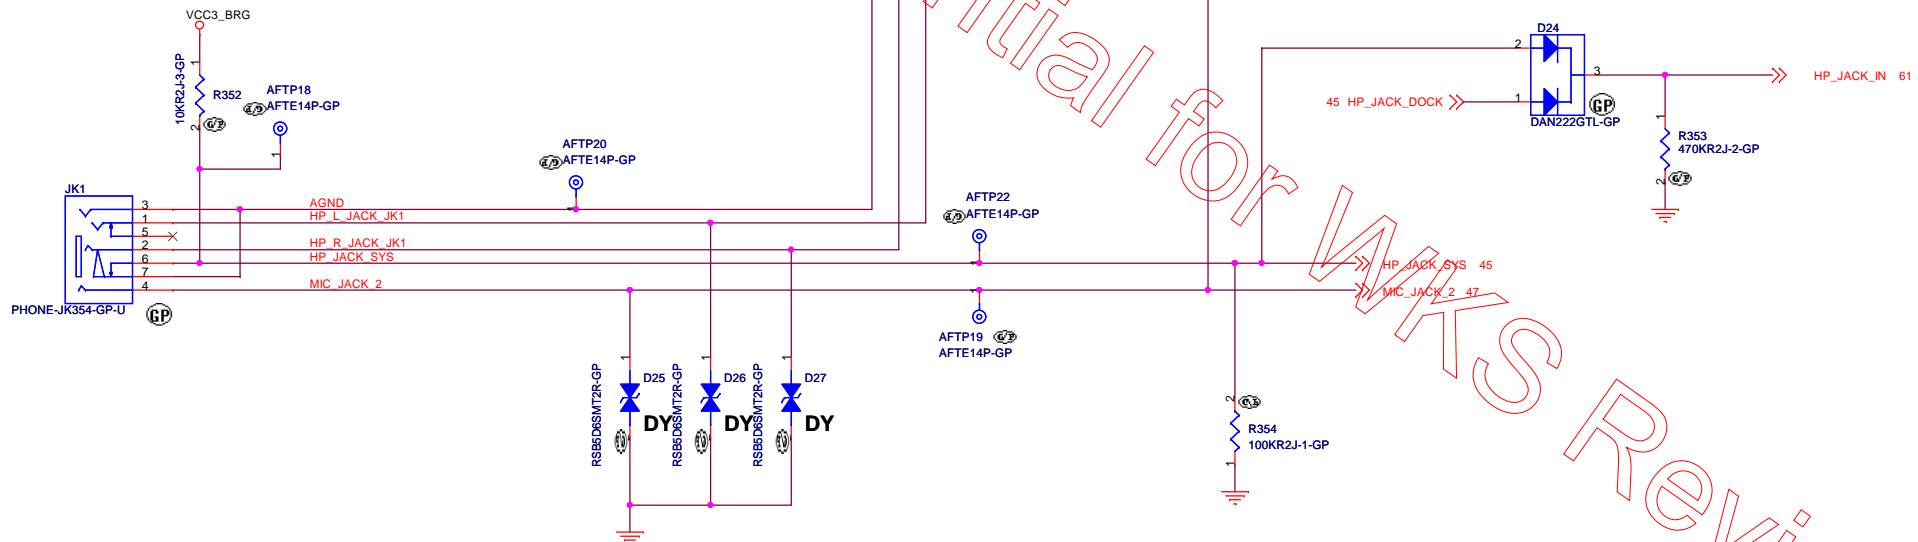 VCC3_BRG
1
10KR2J-3-GP
R352
2
G/P
AFTP18
AFTE14P-GP
G/P
1
JK1
3
1
5
2
6
7
4
PHONE-JK354-GP-U
GP
AGND
HP_L_JACK_JK1
HP_R_JACK_JK1
HP_JACK_SYS
MIC_JACK_2
AFTP20
AFTE14P-GP
G/P
1
AFTP22
AFTE14P-GP
G/P
1
AFTP19
G/P
AFTE14P-GP
1
HP_JACK_SYS 45
MIC_JACK_2 47
1
D25
RSB5D6SMT2R-GP
DY
1
D26
RSB5D6SMT2R-GP
DY
1
D27
RSB5D6SMT2R-GP
DY
2
R354
100KR2J-1-GP
1
D24
2
3
1
45 HP_JACK_DOCK
GP
DAN222GTL-GP
HP_JACK_IN 61
1
R353
470KR2J-2-GP
2
G/P
ntial for WKS Revi